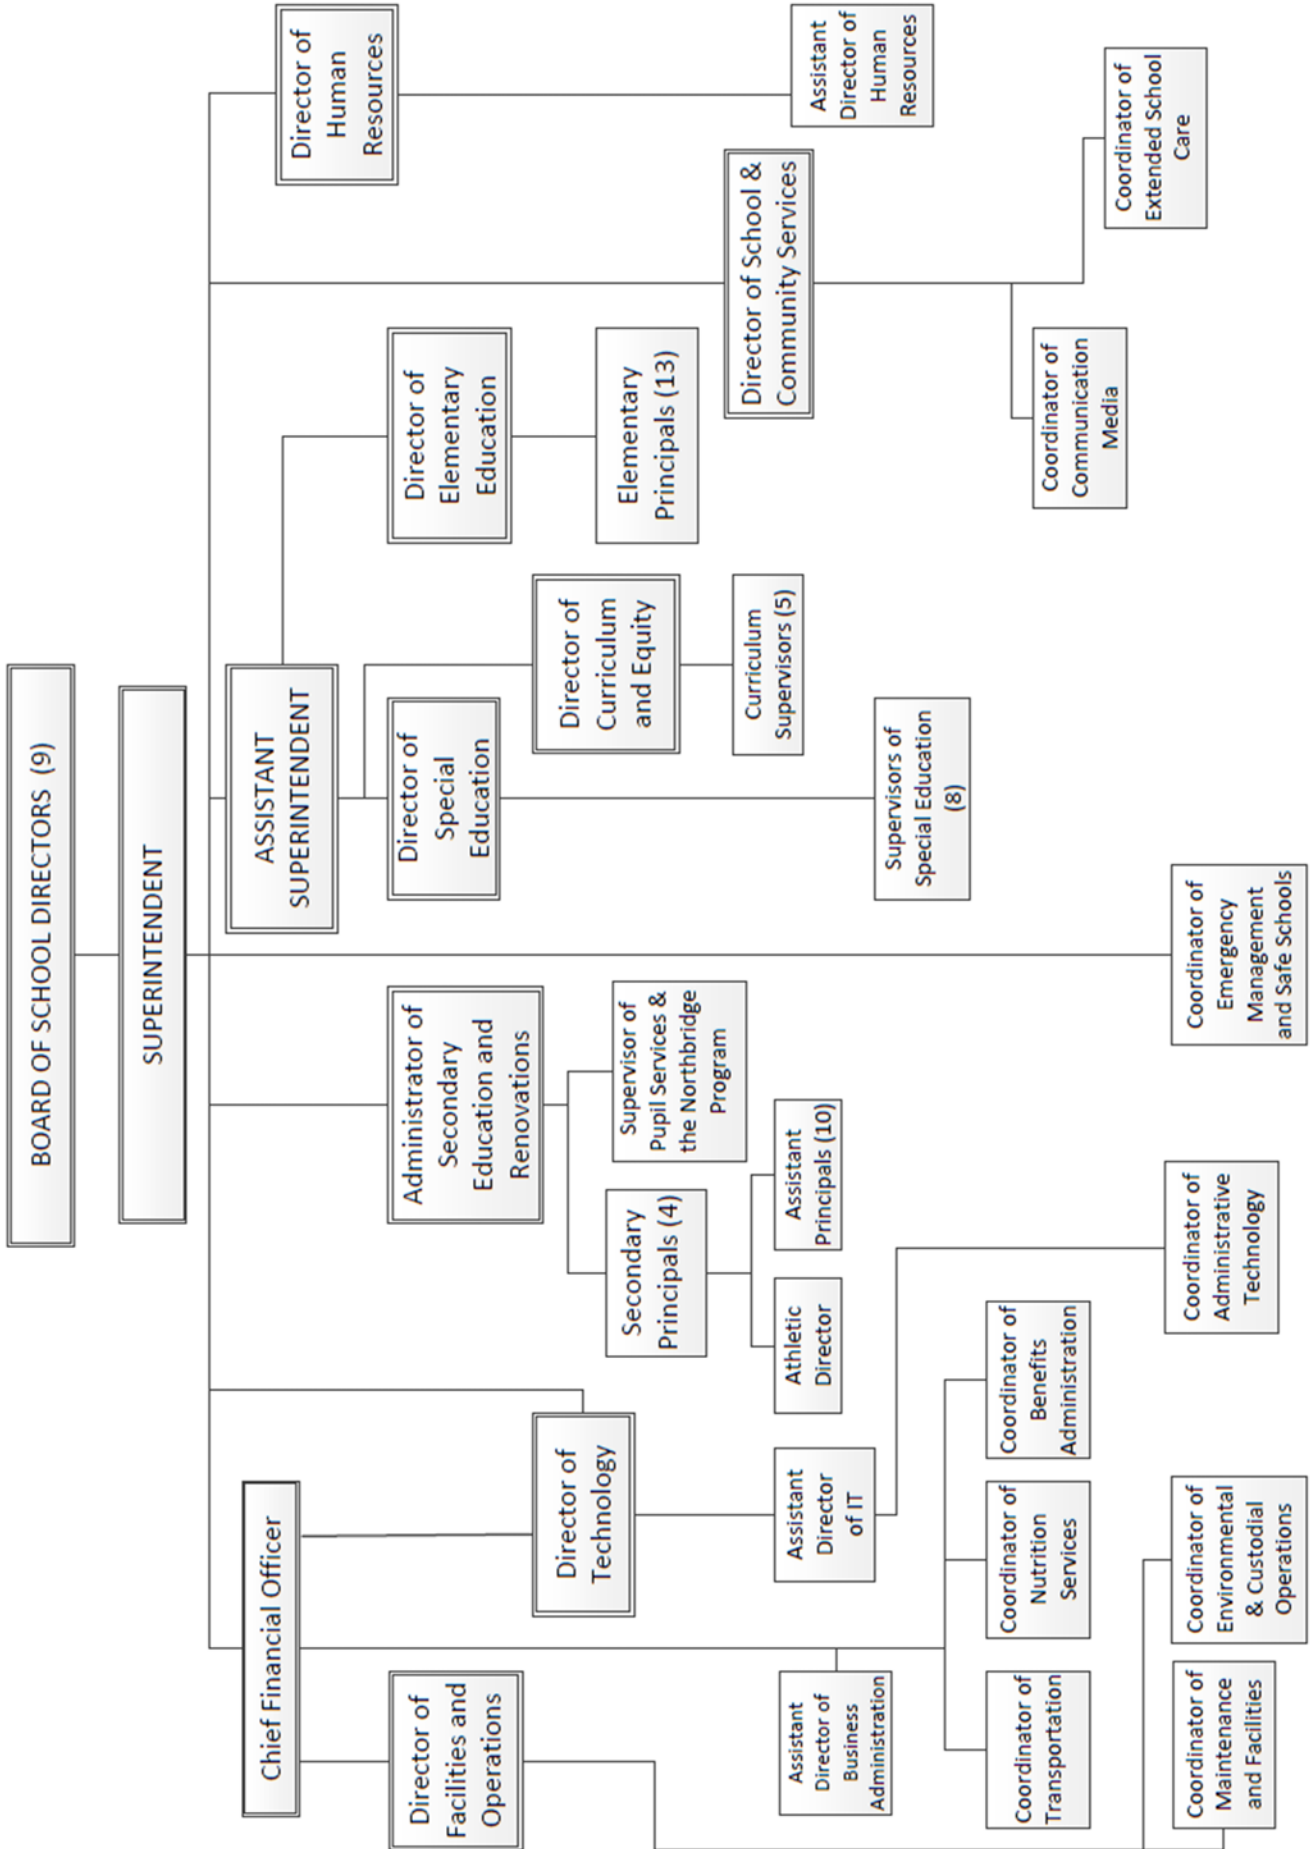 BOARD OF SCHOOL DIRECTORS (9)
SUPERINTENDENT
Chief Financial Officer
ASSISTANT
SUPERINTENDENT
Director of
Human
Resources
Director of
Facilities and
Operations
Administrator of
Secondary
Education and
Renovations
Director of
Special
Education
Director of
Elementary
Education
Director of
Technology
Director of
Curriculum
and Equity
Secondary
Principals (4)
Supervisor of
Pupil Services &
the Northbridge
Program
Elementary
Principals (13)
Assistant
Director of
Business
Administration
Assistant
Director
of IT
Athletic
Director
Assistant
Principals (10)
Curriculum
Supervisors (5)
Director of School &
Community Services
Assistant
Director of
Human
Resources
Supervisors of
Special Education
(8)
Coordinator of
Transportation
Coordinator of
Nutrition
Services
Coordinator of
Benefits
Administration
Coordinator of
Communication
Media
Coordinator of
Extended School
Care
Coordinator of
Maintenance
and Facilities
Coordinator of
Environmental
& Custodial
Operations
Coordinator of
Administrative
Technology
Coordinator of
Emergency
Management
and Safe Schools